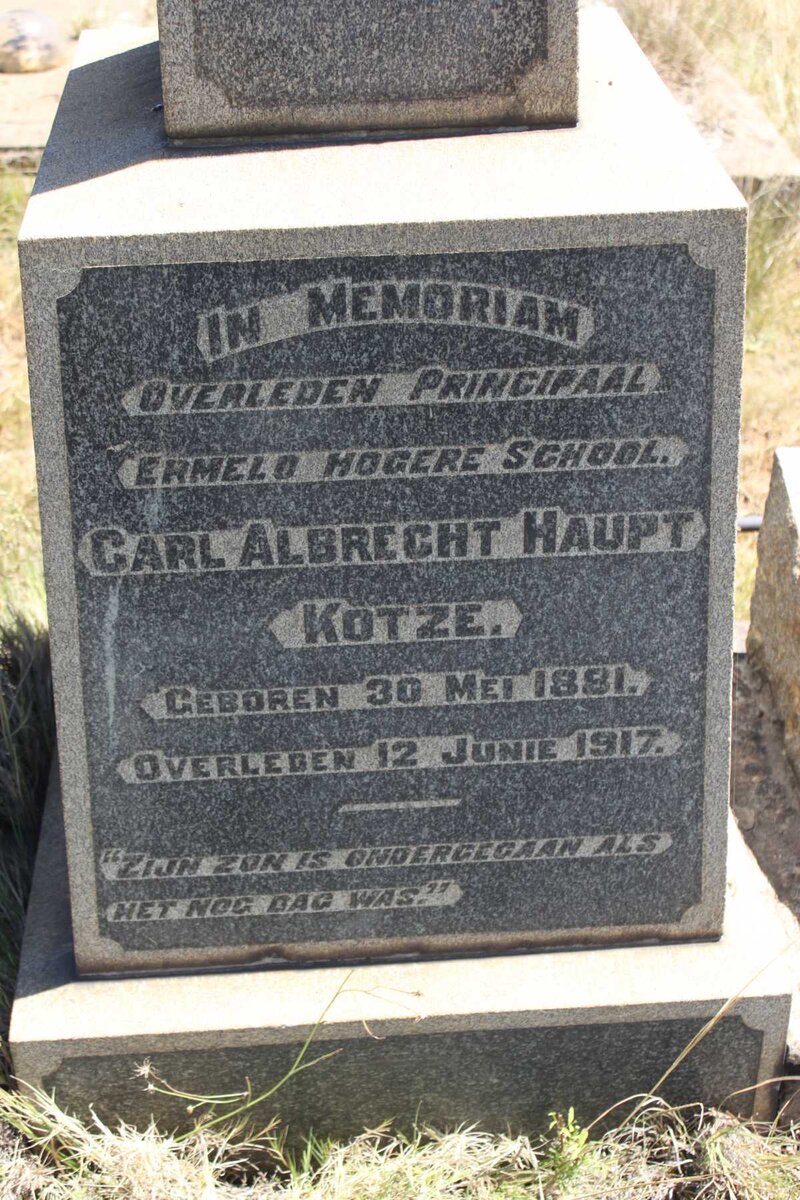 IN MEMORIAM
OVERLEDEN PRINCIPAAL
ERMELO HOGERE SCHOOL.
CARL ALBRECHT HAUPT
KOTZE.
GEBOREN 30 MEI 1881.
OVERLEDEN 12 JUNIE 1917.
"ZIJN ZON IS ONDERGEGAAN ALS
HET NOG DAG WAS."